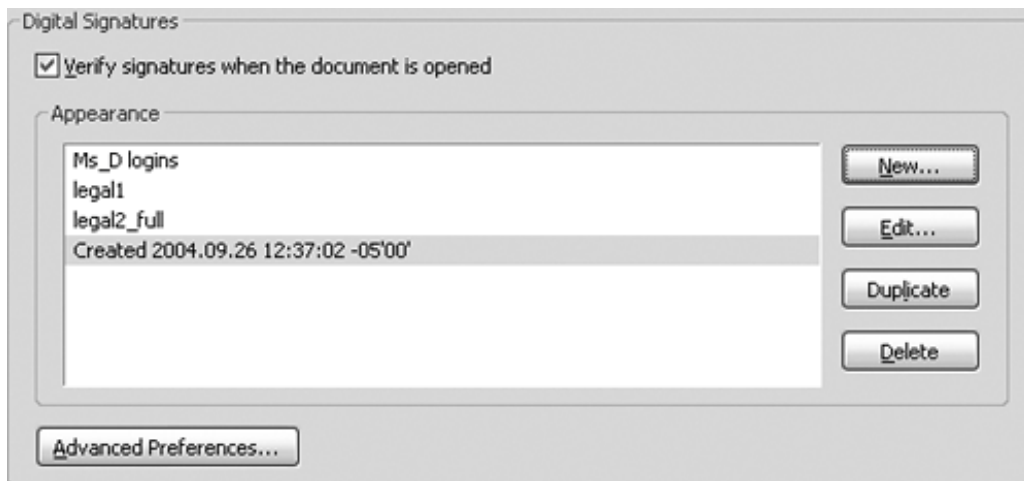 Digital Signatures
Verify signatures when the document is opened
Appearance
Ms_D logins
legal1
legal2_full
Created 2004.09.26 12:37:02 -05'00'
New...
Edit...
Duplicate
Delete
Advanced Preferences...